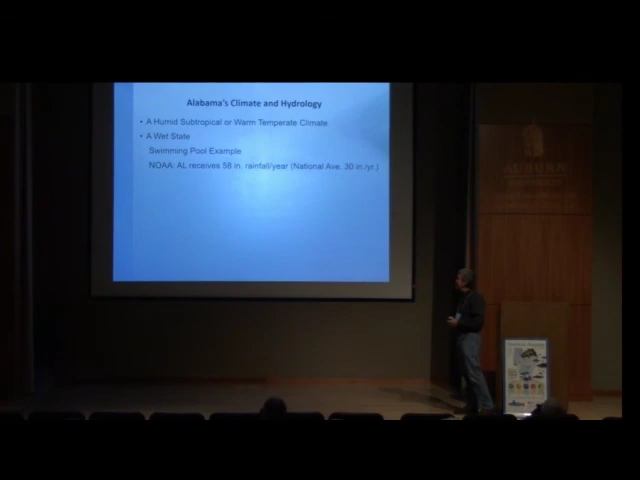 Alabama's Climate and Hydrology
• A Humid Subtropical or Warm Temperate Climate
• A Wet State
Swimming Pool Example
NOAA: AL receives 58 in. rainfall/year (National Ave. 30 in./yr.)
AUBURN